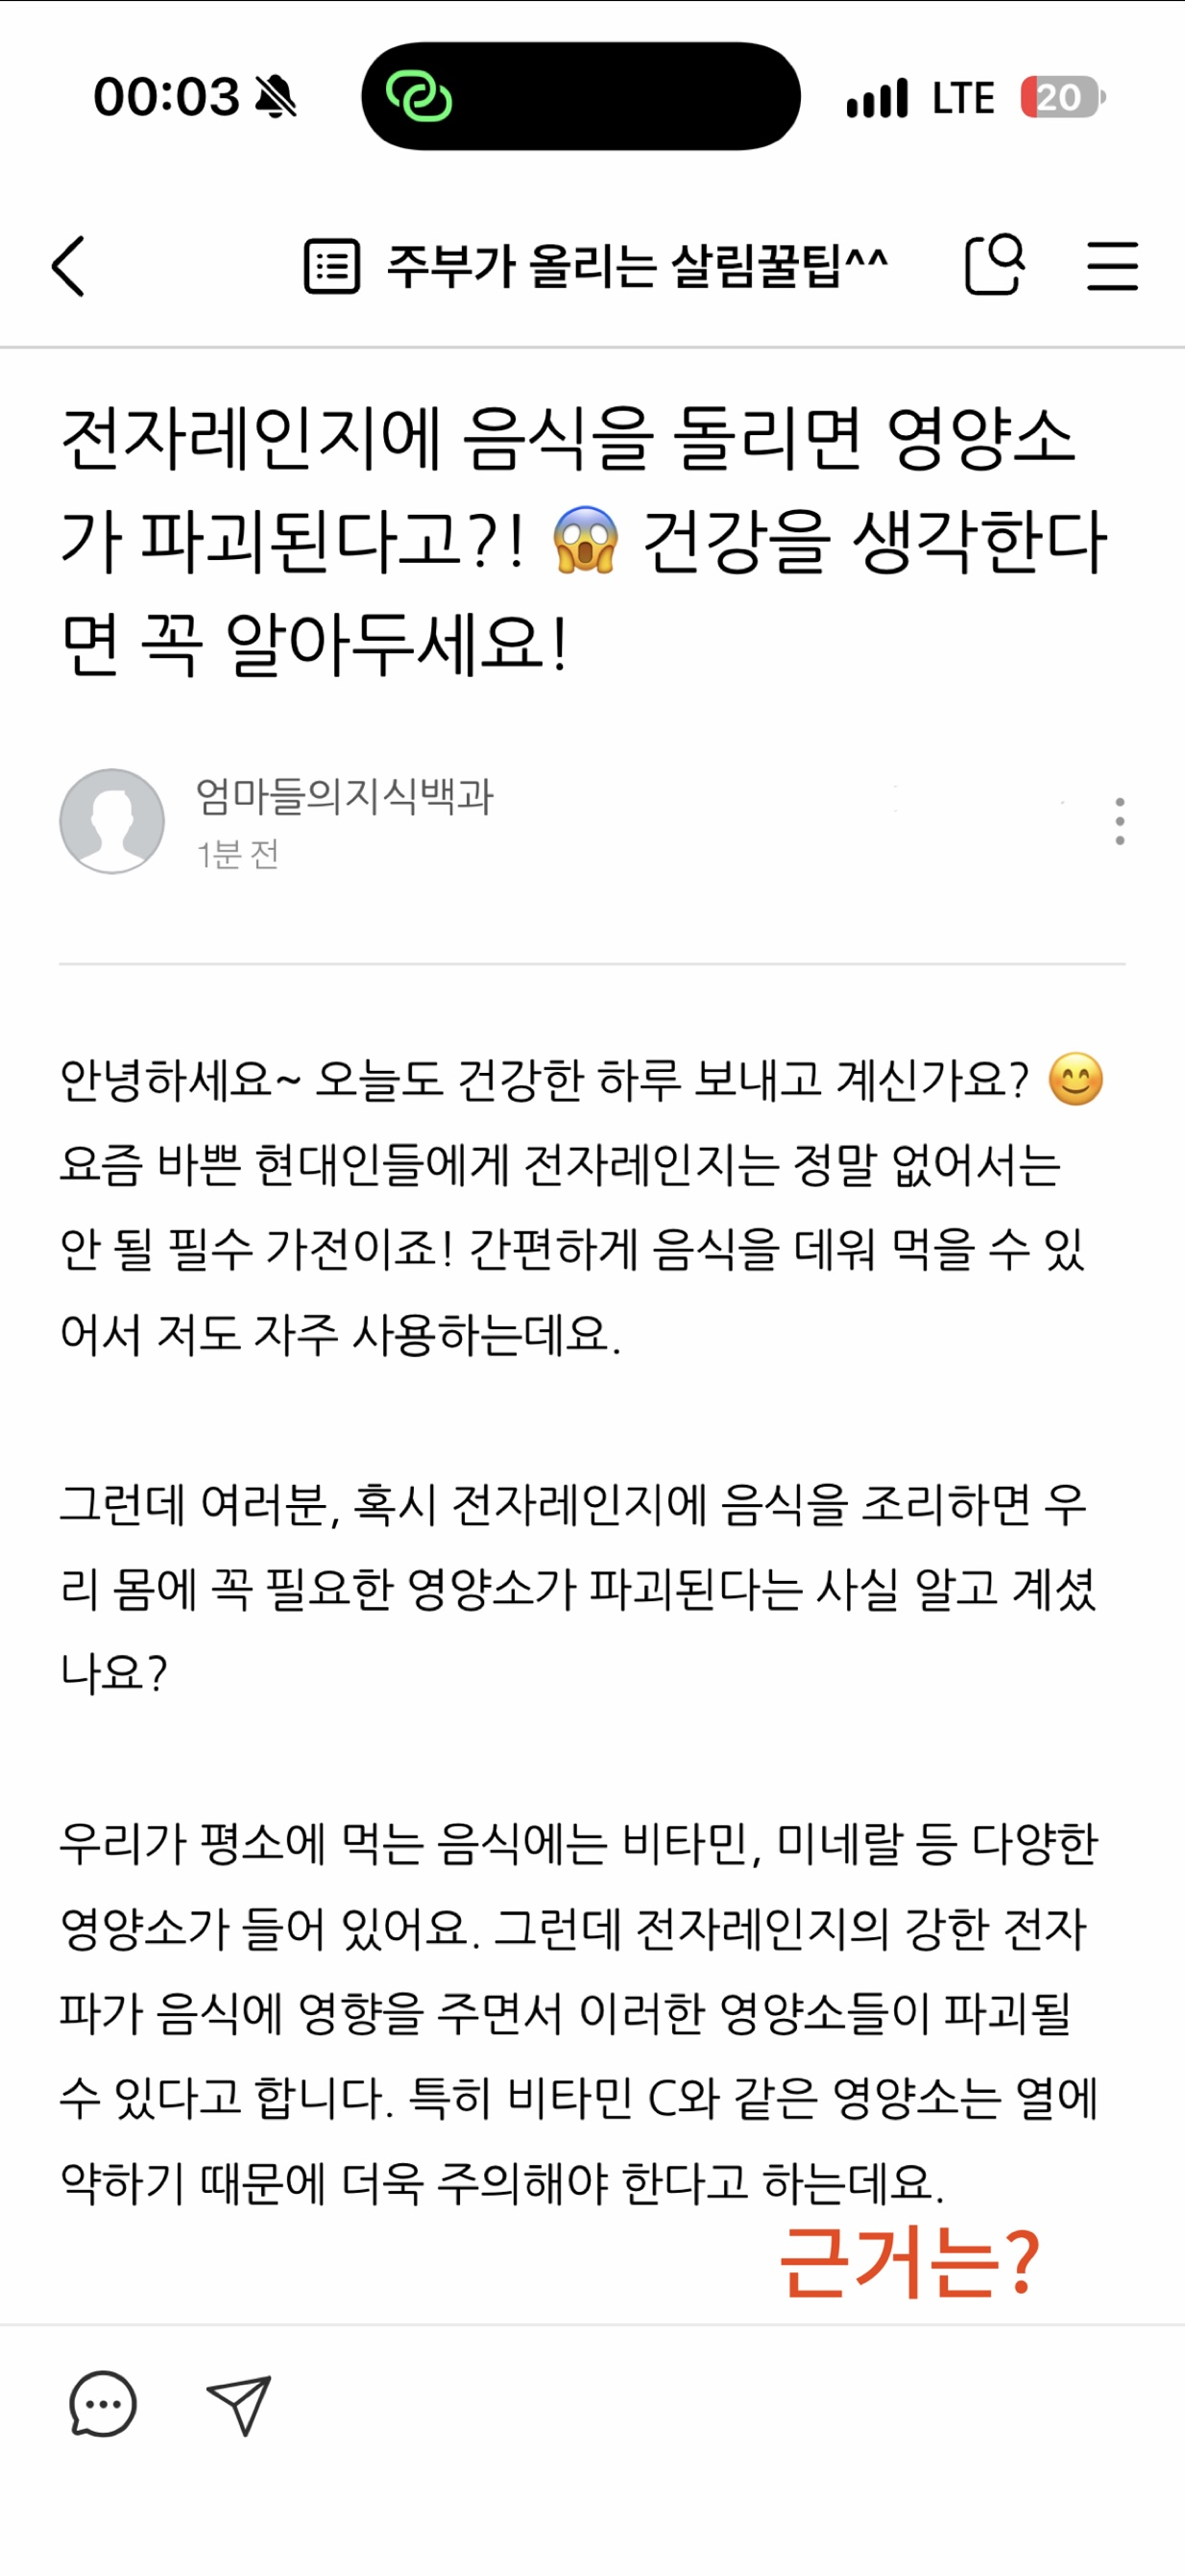 00:03
LTE
20
주부가 올리는 살림꿀팁^^
전자레인지에 음식을 돌리면 영양소
가 파괴된다고?! 😱 건강을 생각한다
면 꼭 알아두세요!
엄마들의지식백과
1분 전
안녕하세요~ 오늘도 건강한 하루 보내고 계신가요? 😊
요즘 바쁜 현대인들에게 전자레인지는 정말 없어서는
안 될 필수 가전이죠! 간편하게 음식을 데워 먹을 수 있
어서 저도 자주 사용하는데요.
그런데 여러분, 혹시 전자레인지에 음식을 조리하면 우
리 몸에 꼭 필요한 영양소가 파괴된다는 사실 알고 계셨
나요?
우리가 평소에 먹는 음식에는 비타민, 미네랄 등 다양한
영양소가 들어 있어요. 그런데 전자레인지의 강한 전자
파가 음식에 영향을 주면서 이러한 영양소들이 파괴될
수 있다고 합니다. 특히 비타민 C와 같은 영양소는 열에
약하기 때문에 더욱 주의해야 한다고 하는데요.
근거는?